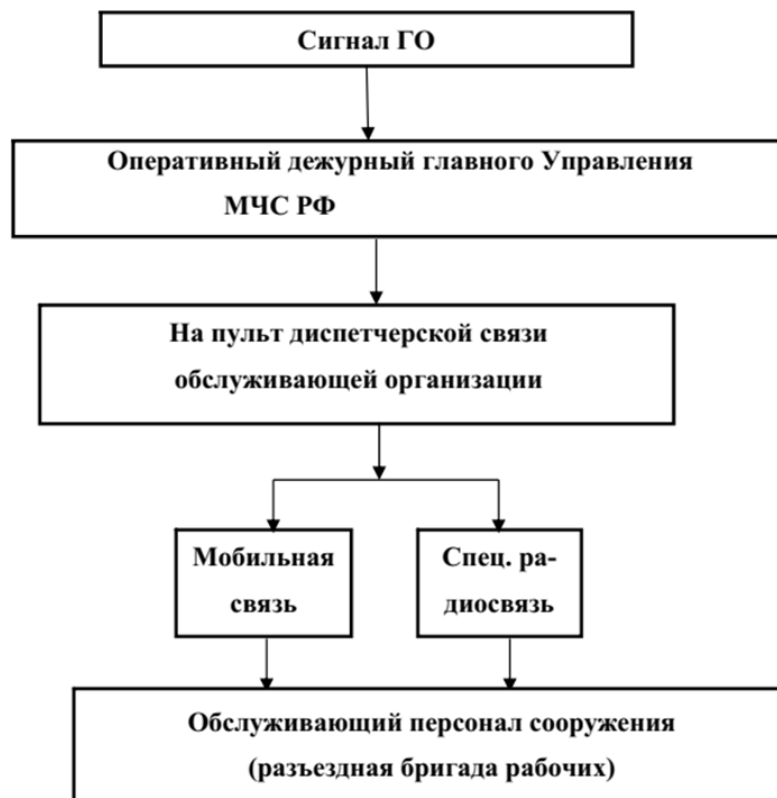 Сигнал ГО
Оперативный дежурный главного Управления
МЧС РФ
На пульт диспетчерской связи
обслуживающей организации
Мобильная
связь
Спец. ра-
диосвязь
Обслуживающий персонал сооружения
(разъездная бригада рабочих)